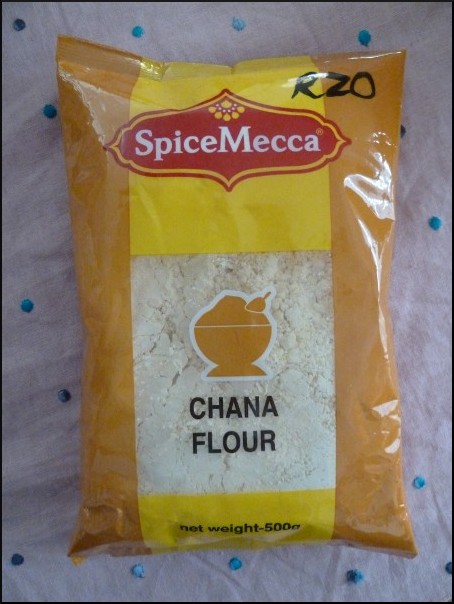 R20
SpiceMecca®
CHANA
FLOUR
net weight-500g